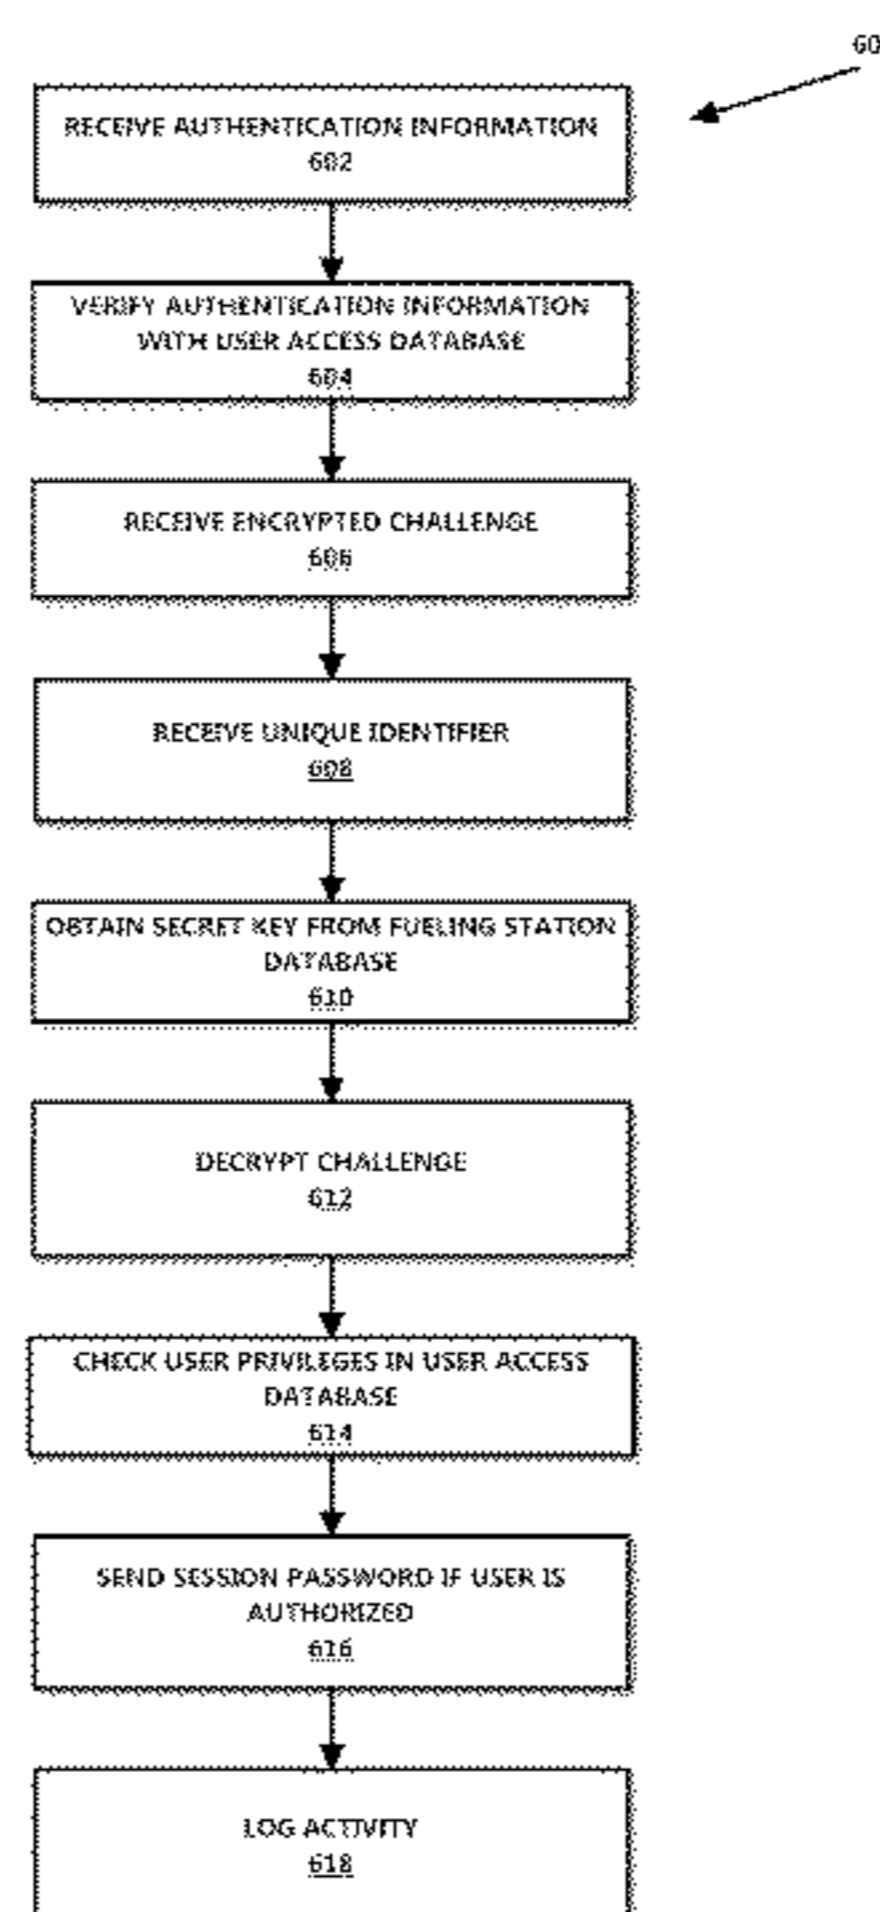 60
RECEIVE AUTHENTICATION INFORMATION
602
VERIFY AUTHENTICATION INFORMATION
WITH USER ACCESS DATABASE
604
RECEIVE ENCRYPTED CHALLENGE
606
RECEIVE UNIQUE IDENTIFIER
608
OBTAIN SECRET KEY FROM FUELING STATION
DATABASE
610
DECRYPT CHALLENGE
612
CHECK USER PRIVILEGES IN USER ACCESS
DATABASE
614
SEND SESSION PASSWORD IF USER IS
AUTHORIZED
616
LOG ACTIVITY
618